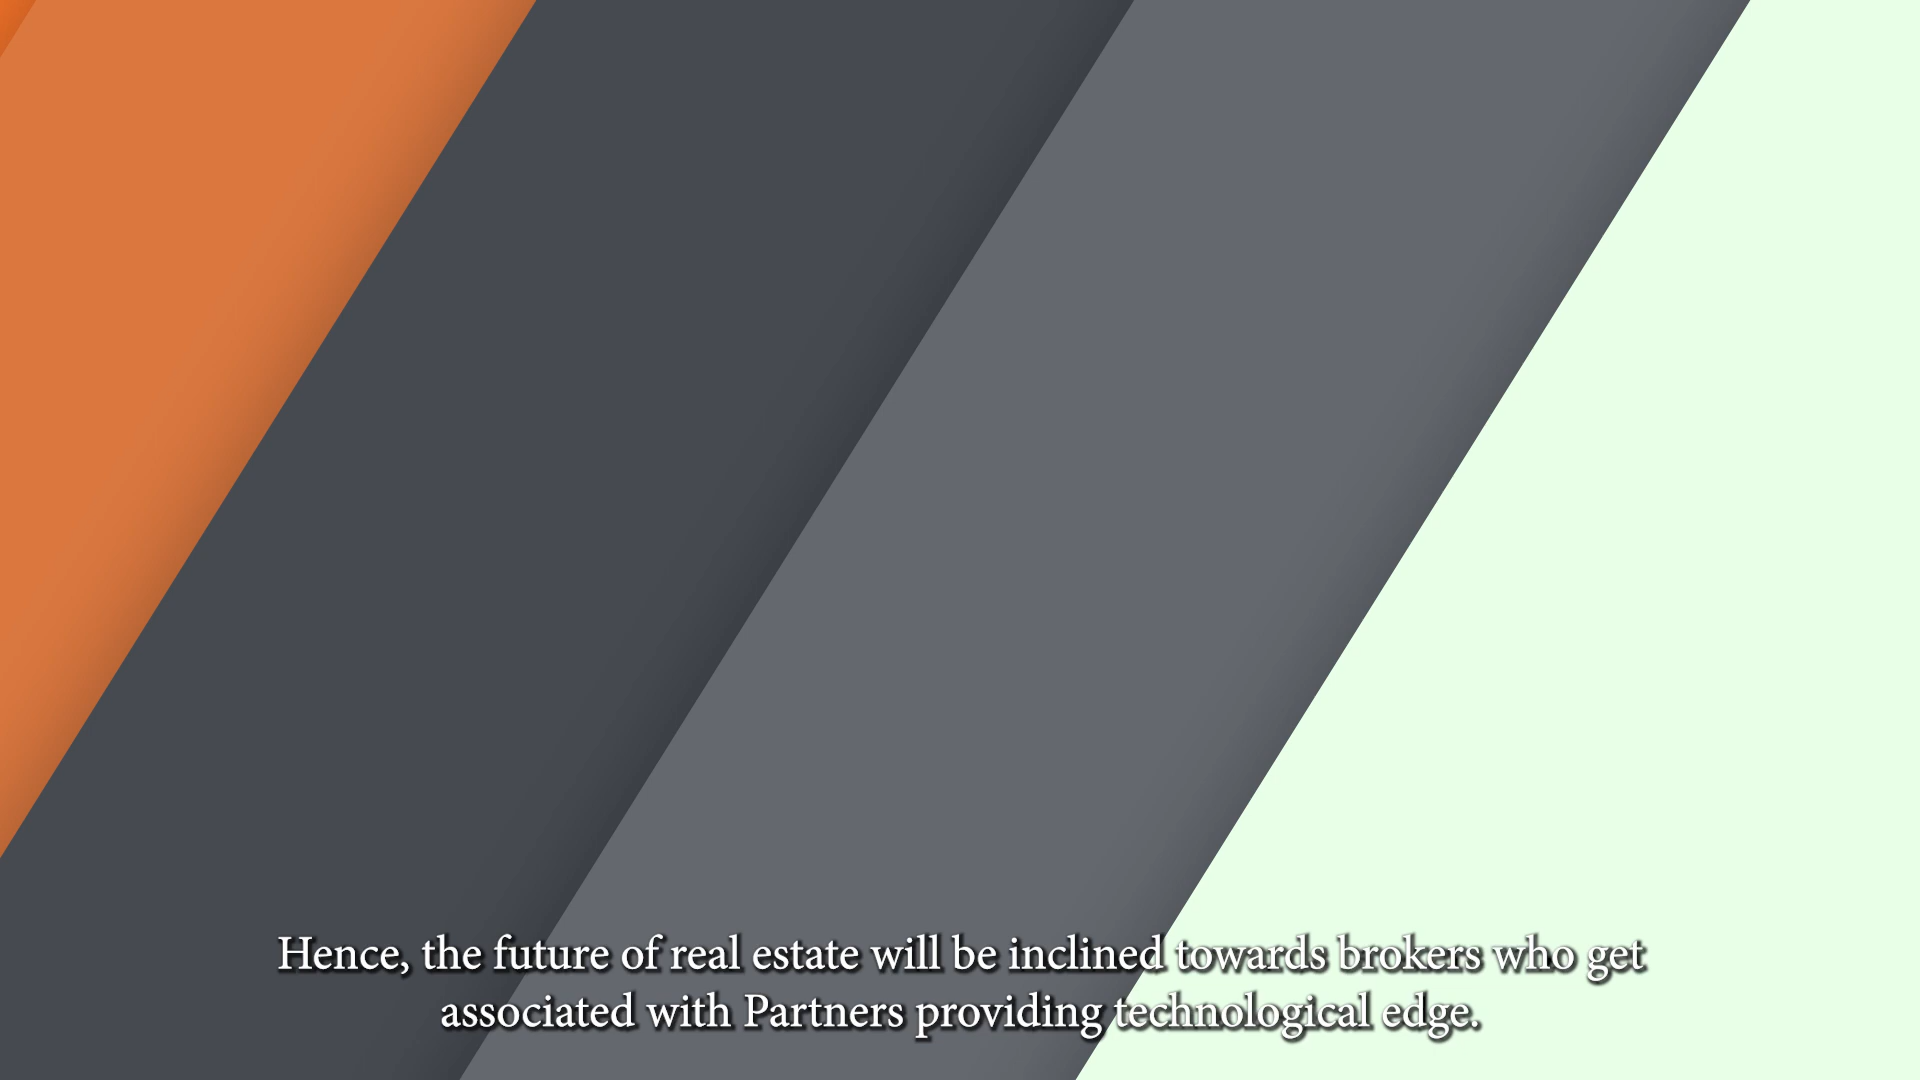 Hence, the future of real estate will be inclined towards brokers who get
associated with Partners providing technological edge.